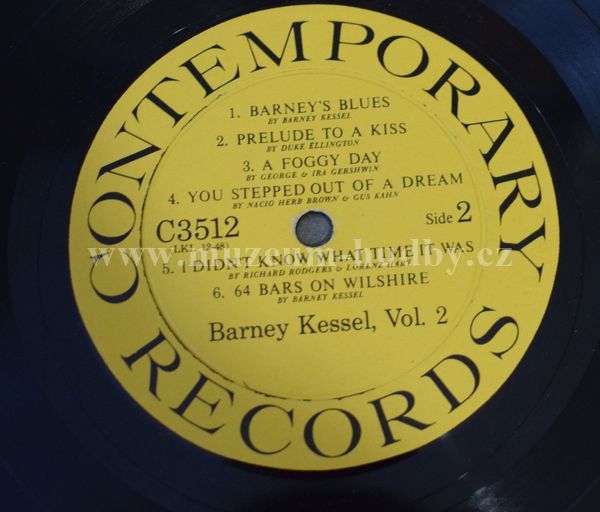 CONTEMPORARY
1. BARNEY'S BLUES
BY BARNEY KESSEL
2. PRELUDE TO A KISS
BY DUKE ELLINGTON
3. A FOGGY DAY
BY GEORGE & IRA GERSHWIN
4. YOU STEPPED OUT OF A DREAM
BY NACIO HERB BROWN & GUS KAHN
C3512
Side 2
(LKL-12-48)
www.muzeum-hudby.cz
5. I DIDN'T KNOW WHAT TIME IT WAS
BY RICHARD RODGERS & LORENZ HART
6. 64 BARS ON WILSHIRE
BY BARNEY KESSEL
Barney Kessel, Vol. 2
RECORDS